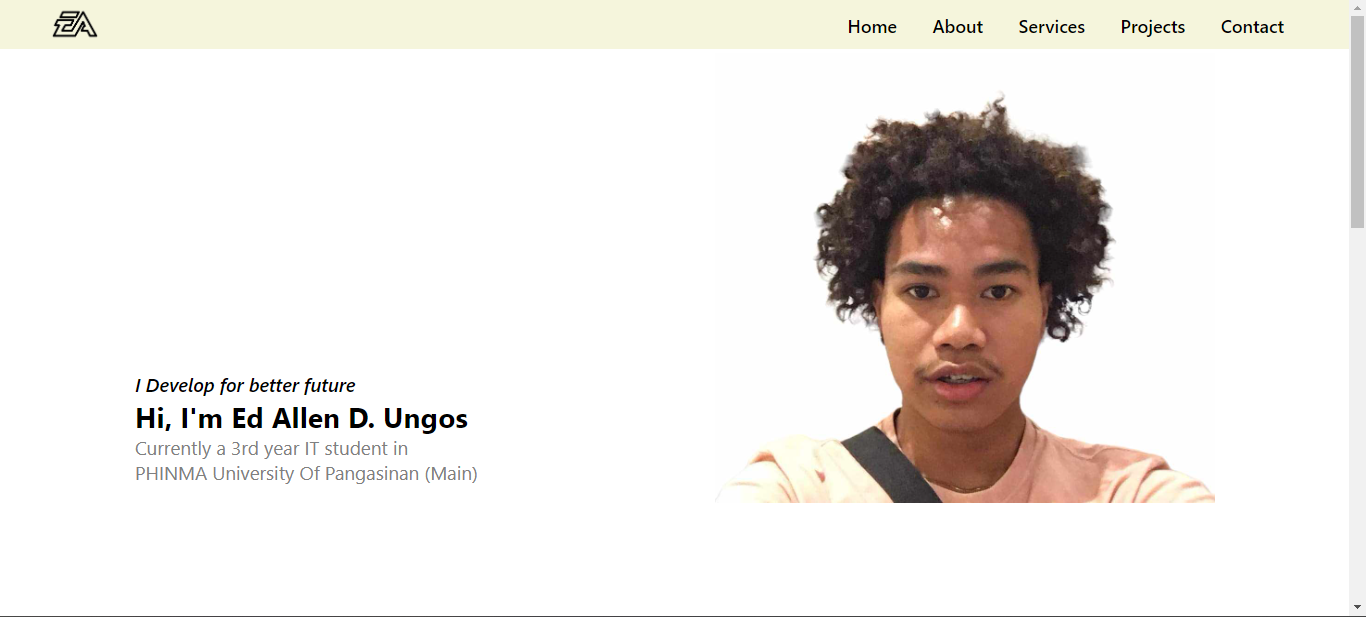 EA
Home About Services Projects Contact
I Develop for better future
Hi, I'm Ed Allen D. Ungos
Currently a 3rd year IT student in
PHINMA University Of Pangasinan (Main)